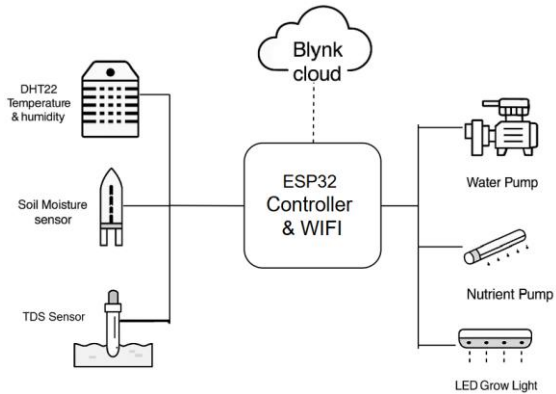 Blynk
cloud
DHT22
Temperature
& humidity
Soil Moisture
sensor
TDS Sensor
ESP32
Controller
& WIFI
Water Pump
Nutrient Pump
LED Grow Light